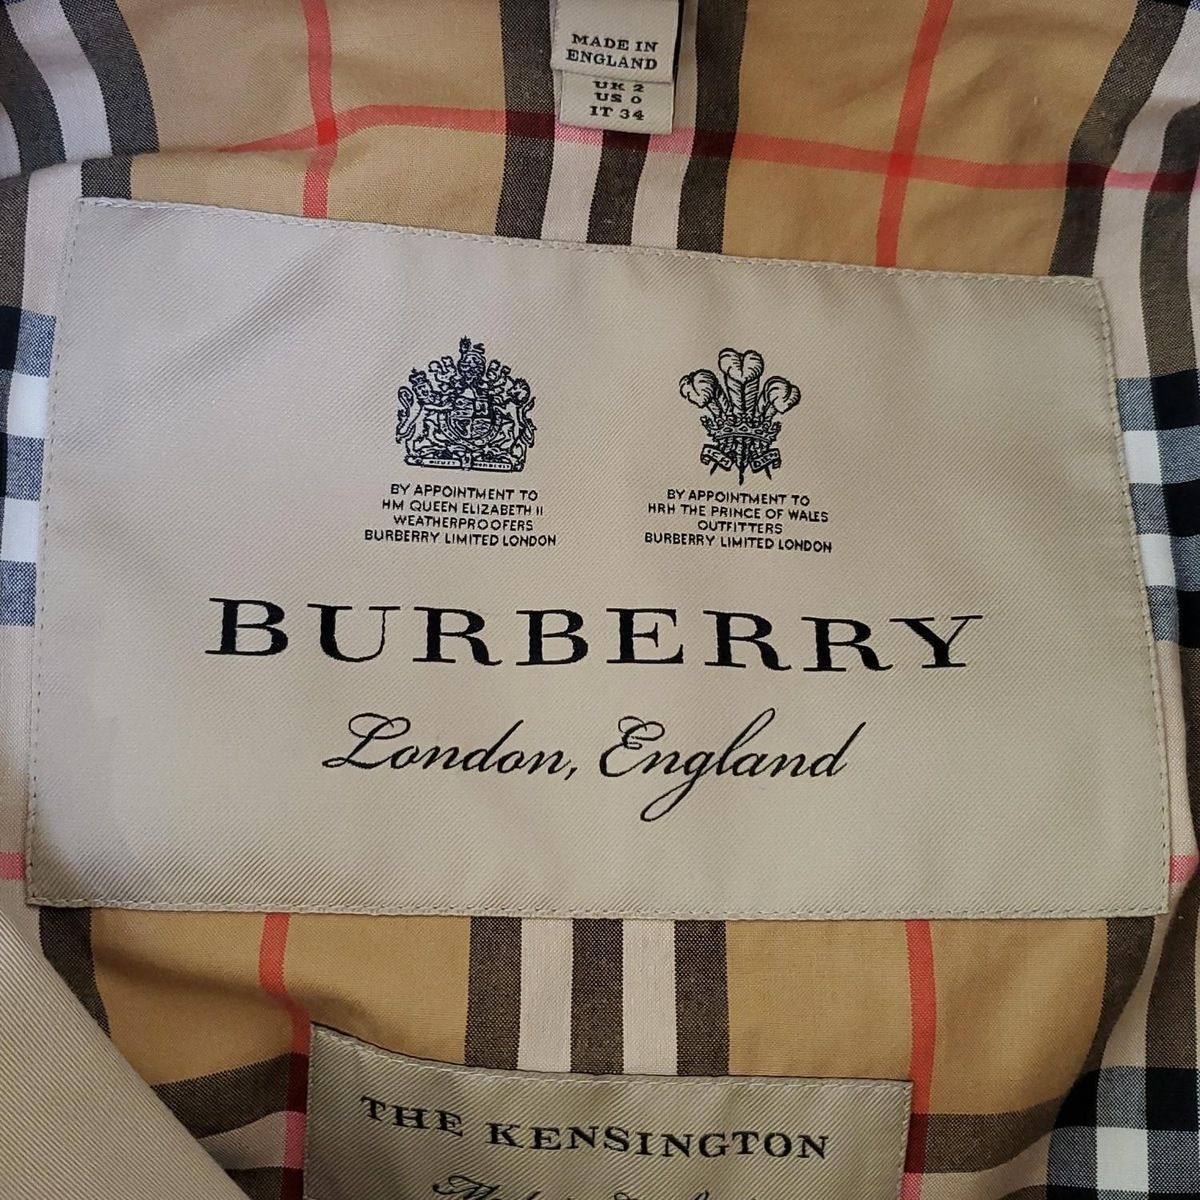 MADE IN
ENGLAND
UK 2
US 0
IT 34
BY APPOINTMENT TO
HM QUEEN ELIZABETH II
WEATHERPROOFERS
BURBERRY LIMITED LONDON
BY APPOINTMENT TO
HRH THE PRINCE OF WALES
OUTFITTERS
BURBERRY LIMITED LONDON
BURBERRY
London, England
THE KENSINGTON